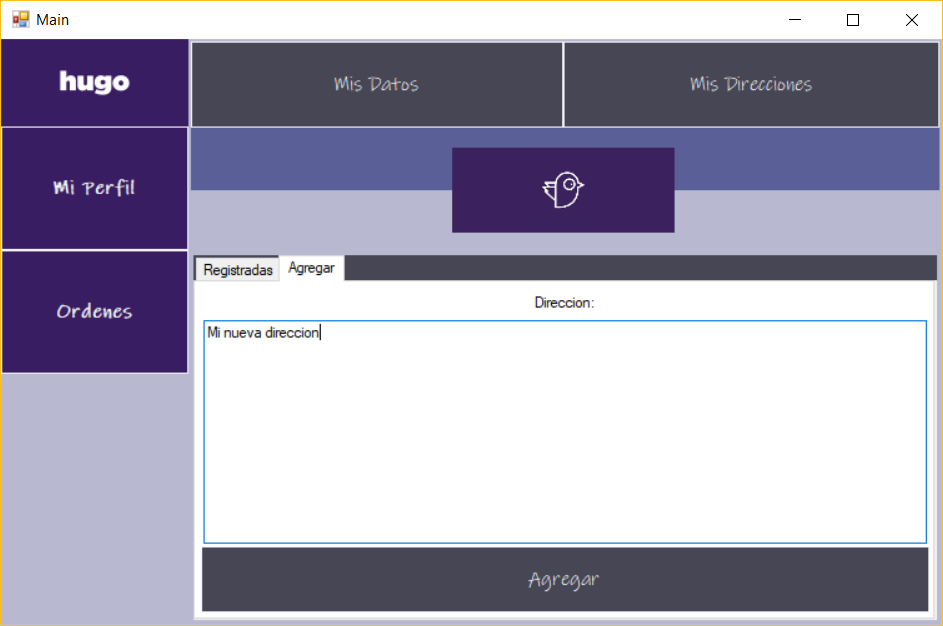 Main
hugo
Mis Datos
Mis Direcciones
Mi Perfil
Ordenes
Registradas
Agregar
Direccion:
Mi nueva direccion
Agregar